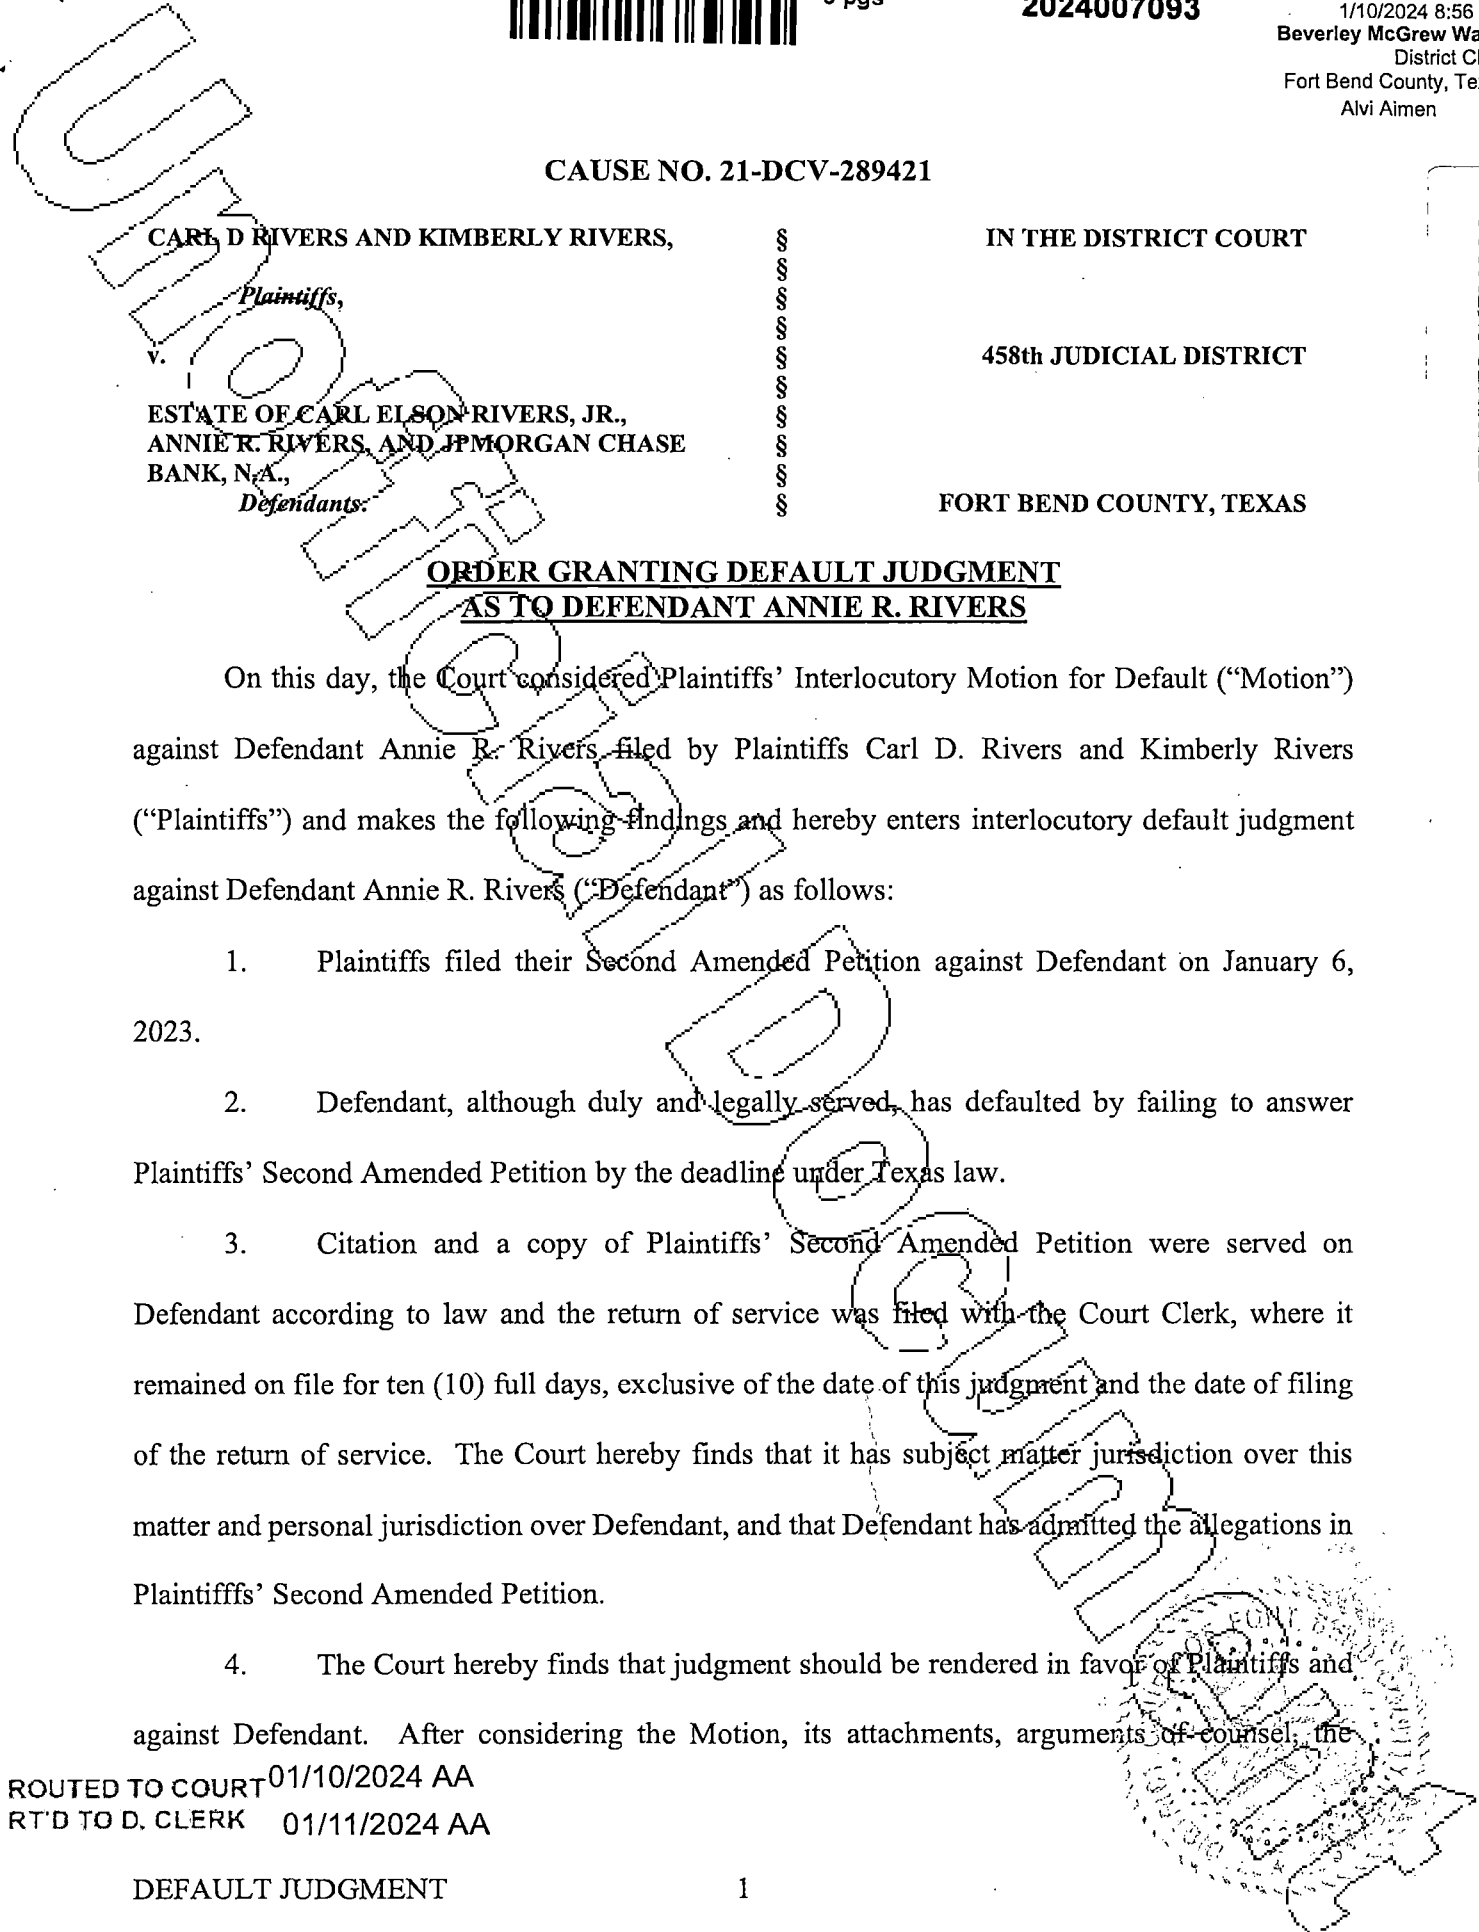 pgs
2024007093
1/10/2024 8:56
Beverley McGrew Wa
District Cl
Fort Bend County, Te
Alvi Aimen
CAUSE NO. 21-DCV-289421
CARL D RIVERS AND KIMBERLY RIVERS, § IN THE DISTRICT COURT
§
Plaintiffs, §
§
v. § 458th JUDICIAL DISTRICT
§
ESTATE OF CARL ELSON RIVERS, JR., §
ANNIE R. RIVERS, AND JPMORGAN CHASE §
BANK, N.A., §
Defendants. § FORT BEND COUNTY, TEXAS
ORDER GRANTING DEFAULT JUDGMENT
AS TO DEFENDANT ANNIE R. RIVERS
On this day, the Court considered Plaintiffs’ Interlocutory Motion for Default (“Motion”)
against Defendant Annie R. Rivers filed by Plaintiffs Carl D. Rivers and Kimberly Rivers
(“Plaintiffs”) and makes the following findings and hereby enters interlocutory default judgment
against Defendant Annie R. Rivers (“Defendant”) as follows:
1. Plaintiffs filed their Second Amended Petition against Defendant on January 6,
2023.
2. Defendant, although duly and legally served, has defaulted by failing to answer
Plaintiffs’ Second Amended Petition by the deadline under Texas law.
3. Citation and a copy of Plaintiffs’ Second Amended Petition were served on
Defendant according to law and the return of service was filed with the Court Clerk, where it
remained on file for ten (10) full days, exclusive of the date of this judgment and the date of filing
of the return of service. The Court hereby finds that it has subject matter jurisdiction over this
matter and personal jurisdiction over Defendant, and that Defendant has admitted the allegations in
Plaintifffs’ Second Amended Petition.
4. The Court hereby finds that judgment should be rendered in favor of Plaintiffs and
against Defendant. After considering the Motion, its attachments, arguments of counsel, the
ROUTED TO COURT 01/10/2024 AA
RT'D TO D. CLERK 01/11/2024 AA
DEFAULT JUDGMENT 1
Unofficial Document